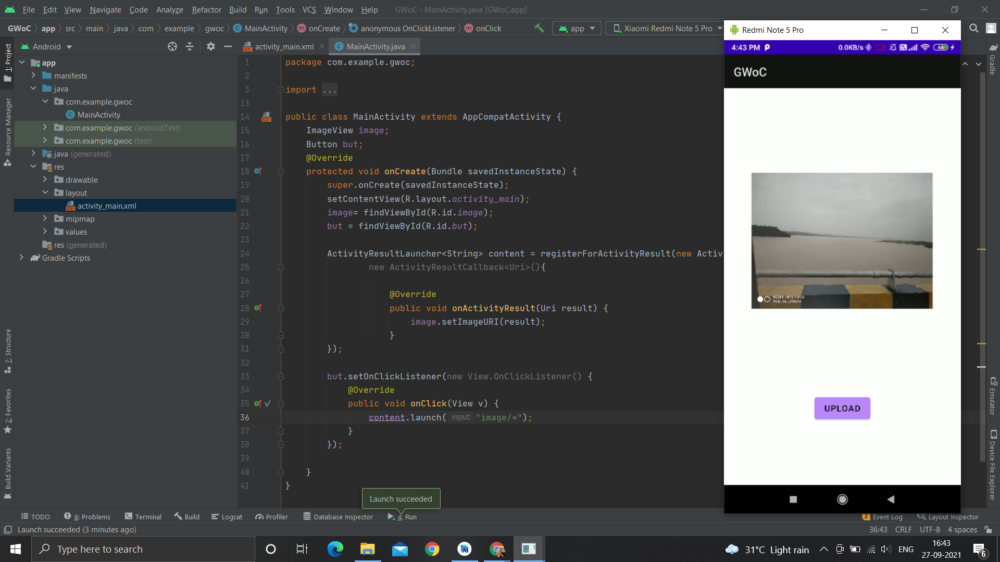 File Edit View Navigate Code Analyze Refactor Build Run Tools VCS Window Help GWoC - MainActivity.java [GWoC.app]
GWoC app src main java com example gwoc MainActivity onCreate anonymous OnClickListener onClick app Xiaomi Redmi Note 5 Pro
Android
activity_main.xml MainActivity.java
1: Project
Resource Manager
7: Structure
2: Favorites
Build Variants
app
manifests
java
com.example.gwoc
MainActivity
com.example.gwoc (androidTest)
com.example.gwoc (test)
java (generated)
res
drawable
layout
activity_main.xml
mipmap
values
res (generated)
Gradle Scripts
1 package com.example.gwoc;
2
3 import ...
13
14 public class MainActivity extends AppCompatActivity {
15 ImageView image;
16 Button but;
17 @Override
18 protected void onCreate(Bundle savedInstanceState) {
19 super.onCreate(savedInstanceState);
20 setContentView(R.layout.activity_main);
21 image= findViewById(R.id.image);
22 but = findViewById(R.id.but);
23
24 ActivityResultLauncher<String> content = registerForActivityResult(new Activ
25 new ActivityResultCallback<Uri>(){
26
27 @Override
28 public void onActivityResult(Uri result) {
29 image.setImageURI(result);
30 }
31 });
32
33 but.setOnClickListener(new View.OnClickListener() {
34 @Override
35 public void onClick(View v) {
36 content.launch( input: "image/*");
37 }
38 });
39
40 }
41 }
Launch succeeded
Redmi Note 5 Pro
4:43 PM 0.0KB/s 46
GWoC
REDMI NOTE 5 PRO
MI DUAL CAMERA
UPLOAD
Gradle
Emulator
Device File Explorer
TODO 6: Problems Terminal Build Logcat Profiler Database Inspector 4: Run 2 Event Log Layout Inspector
Launch succeeded (3 minutes ago) 36:43 CRLF UTF-8 4 spaces
Type here to search
31°C Light rain ENG 16:43
27-09-2021
6